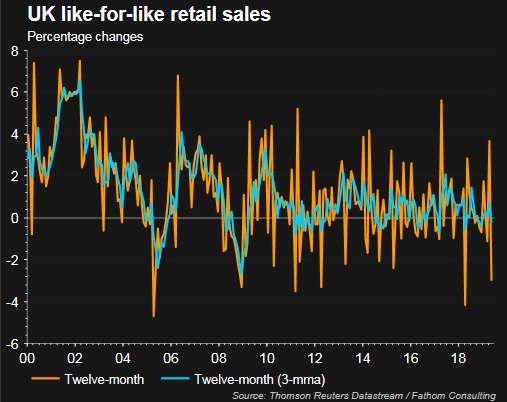 UK like-for-like retail sales
Percentage changes
8
6
4
2
0
-2
-4
-6
00 02 04 06 08 10 12 14 16 18
Twelve-month Twelve-month (3-mma)
Source: Thomson Reuters Datastream / Fathom Consulting